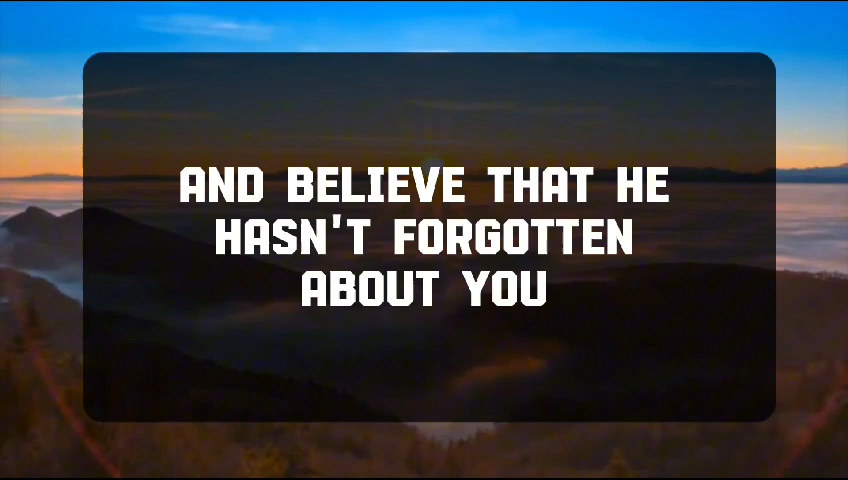 AND BELIEVE THAT HE
HASN'T FORGOTTEN
ABOUT YOU